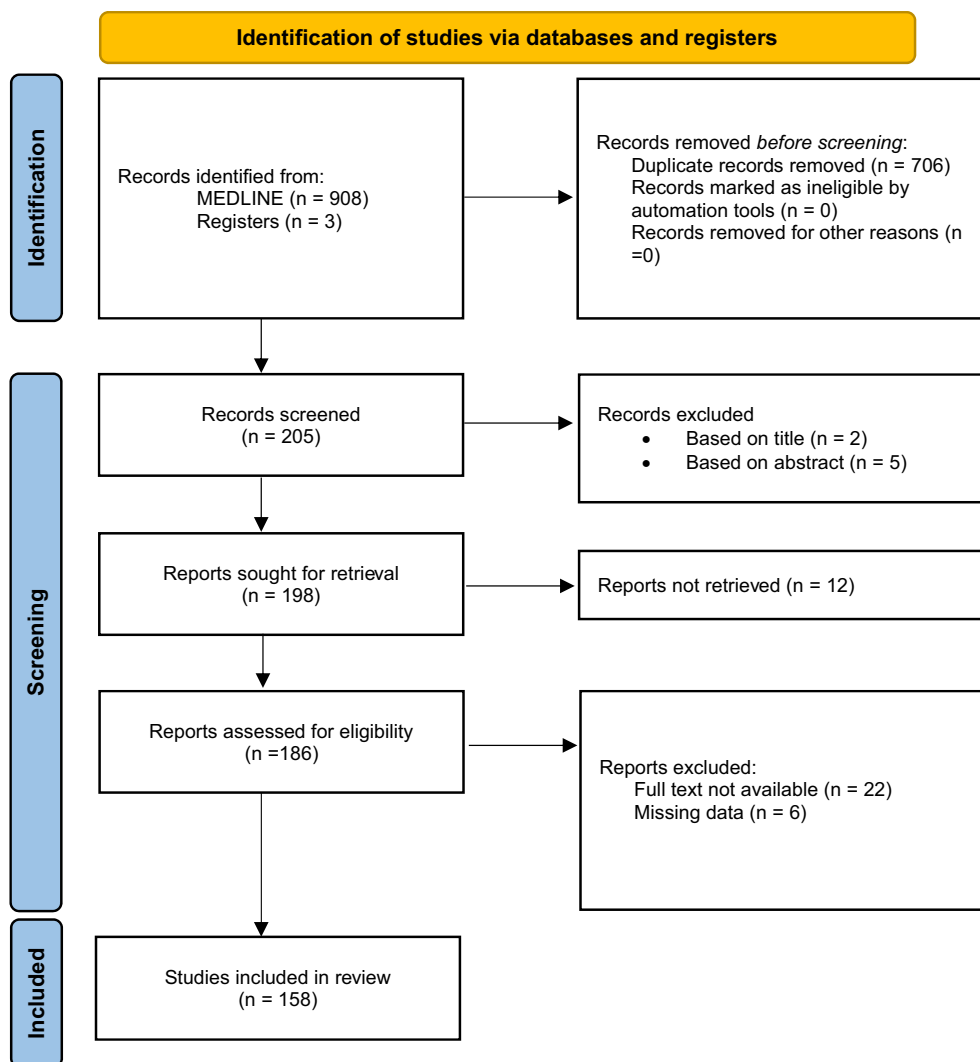 Identification of studies via databases and registers
Identification
Records identified from:
MEDLINE (n = 908)
Registers (n = 3)
Records removed before screening:
Duplicate records removed (n = 706)
Records marked as ineligible by
automation tools (n = 0)
Records removed for other reasons (n
=0)
Screening
Records screened
(n = 205)
Records excluded
• Based on title (n = 2)
• Based on abstract (n = 5)
Reports sought for retrieval
(n = 198)
Reports not retrieved (n = 12)
Reports assessed for eligibility
(n =186)
Reports excluded:
Full text not available (n = 22)
Missing data (n = 6)
Included
Studies included in review
(n = 158)